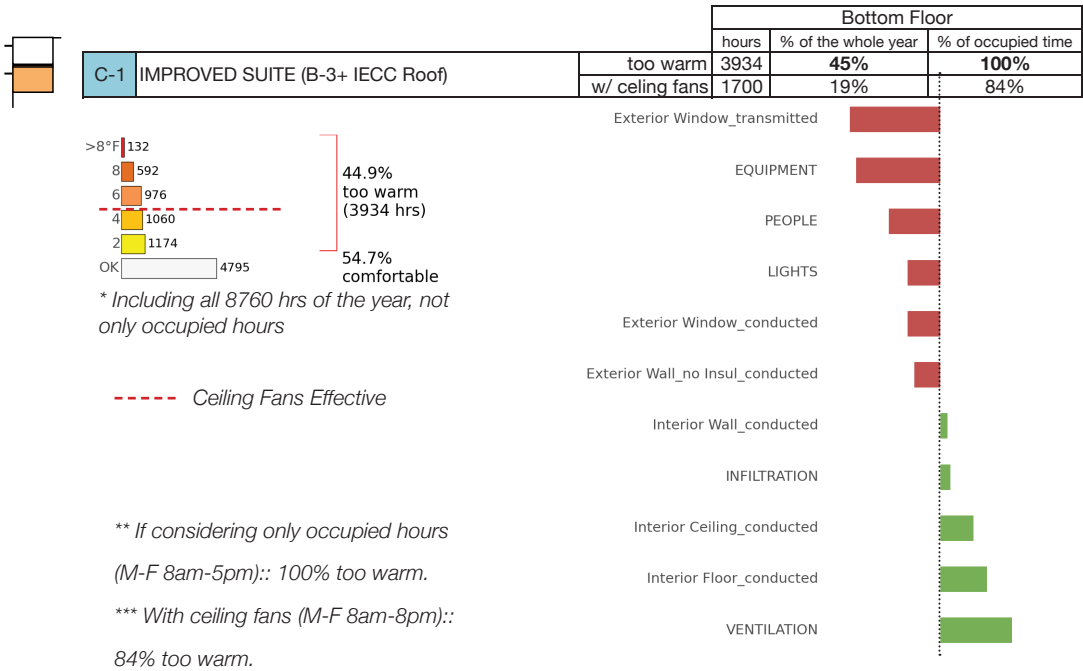 Bottom Floor
hours % of the whole year % of occupied time
C-1 IMPROVED SUITE (B-3+ IECC Roof) too warm 3934 45% 100%
w/ celing fans 1700 19% 84%
>8°F 132
8 592
6 976
4 1060
2 1174
OK 4795
44.9%
too warm
(3934 hrs)
54.7%
comfortable
* Including all 8760 hrs of the year, not
only occupied hours
Ceiling Fans Effective
** If considering only occupied hours
(M-F 8am-5pm):: 100% too warm.
*** With ceiling fans (M-F 8am-8pm)::
84% too warm.
Exterior Window_transmitted
EQUIPMENT
PEOPLE
LIGHTS
Exterior Window_conducted
Exterior Wall_no Insul_conducted
Interior Wall_conducted
INFILTRATION
Interior Ceiling_conducted
Interior Floor_conducted
VENTILATION